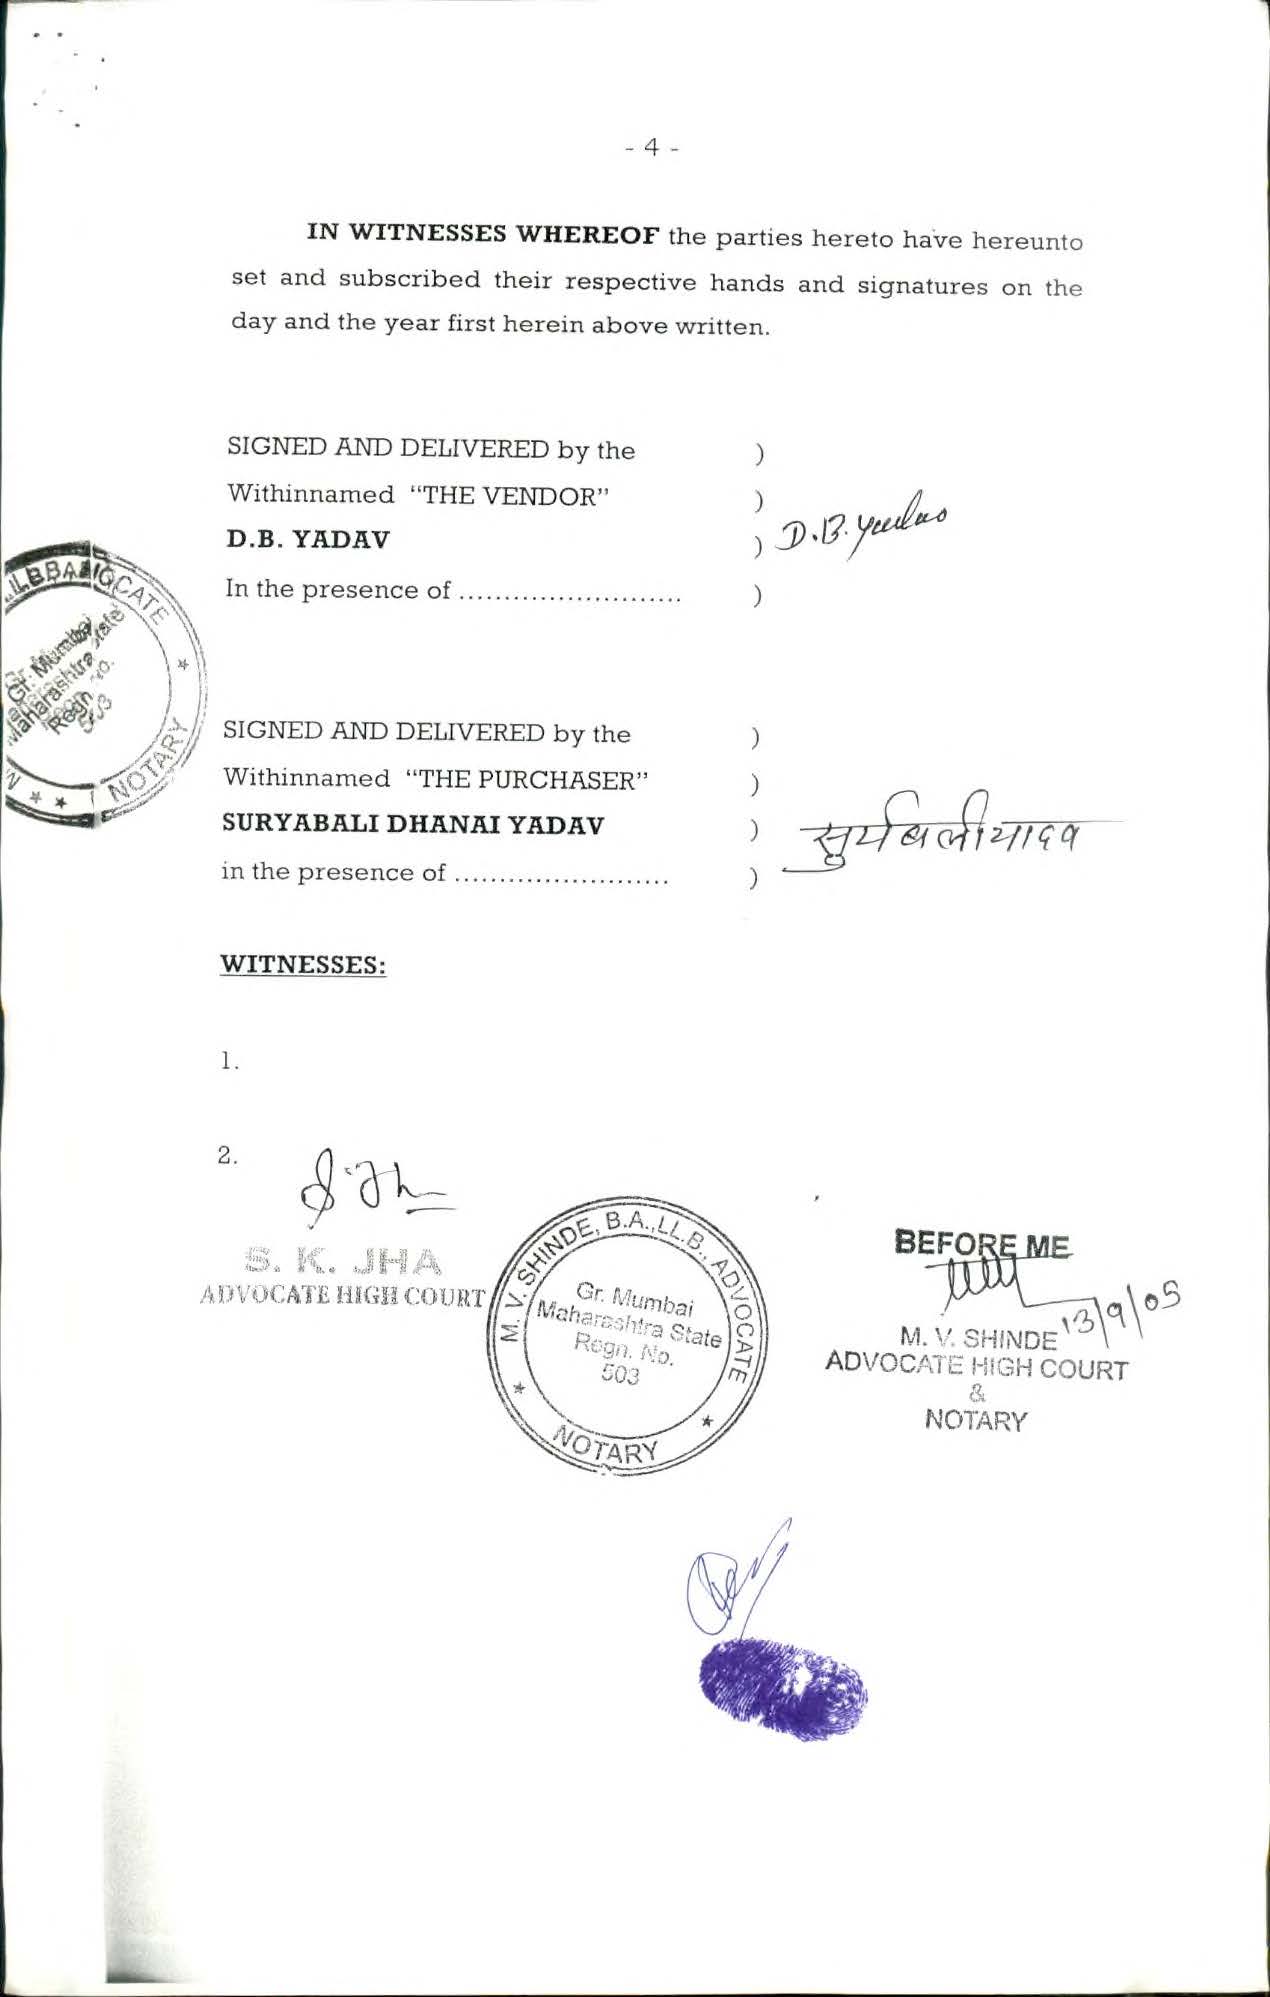 - 4 -
IN WITNESSES WHEREOF the parties hereto have hereunto
set and subscribed their respective hands and signatures on the
day and the year first herein above written.
SIGNED AND DELIVERED by the )
Withinnamed "THE VENDOR" )
D.B. YADAV ) D.B. Yadav
In the presence of ......................... )
ADVOCATE
Gr. Mumbai
Maharashtra State
Regn. No.
503
NOTARY
SIGNED AND DELIVERED by the )
Withinnamed "THE PURCHASER" )
SURYABALI DHANAI YADAV ) सुर्यबली यादव
in the presence of ........................ )
WITNESSES:
1.
2.
S. K. JHA
ADVOCATE HIGH COURT
M. V. SHINDE, B.A.,LL.B., ADVOCATE
Gr. Mumbai
Maharashtra State
Regn. No.
503
NOTARY
BEFORE ME
13/9/05
M. V. SHINDE
ADVOCATE HIGH COURT
&
NOTARY